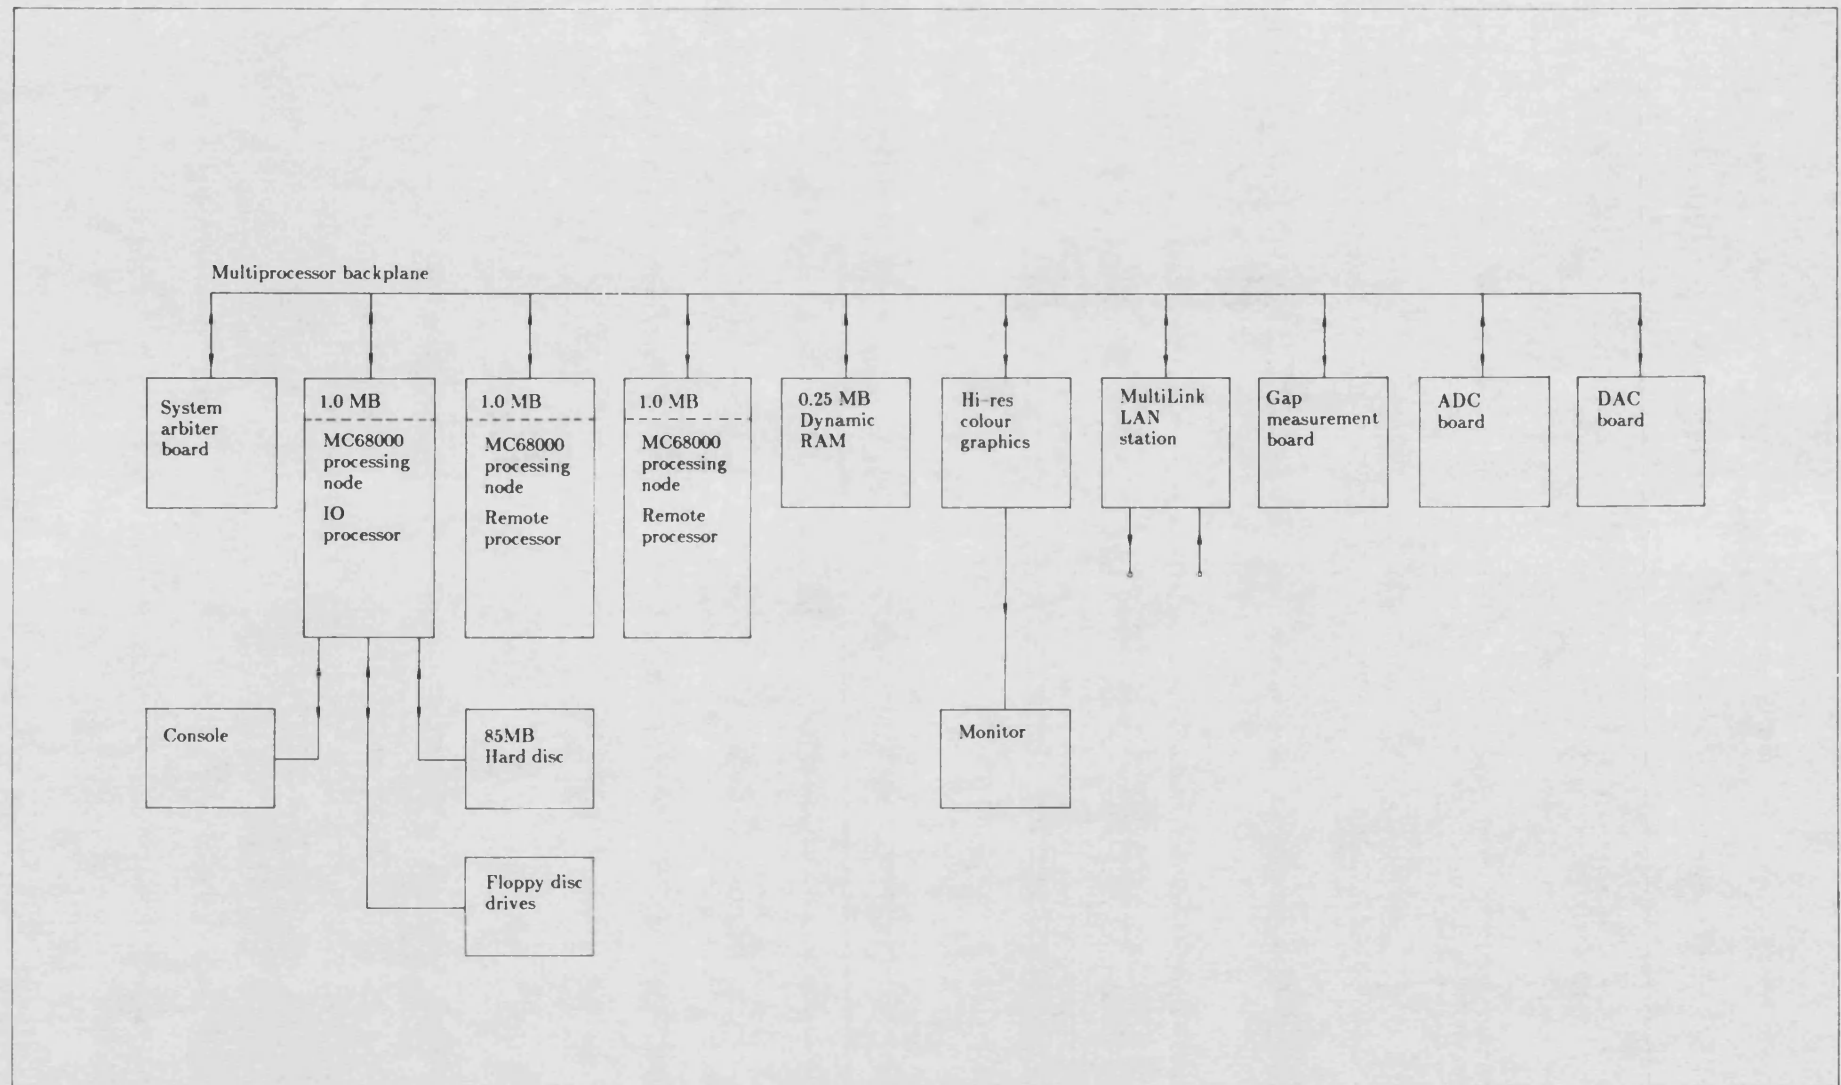 Multiprocessor backplane
System
arbiter
board
1.0 MB
MC68000
processing
node
IO
processor
1.0 MB
MC68000
processing
node
Remote
processor
1.0 MB
MC68000
processing
node
Remote
processor
0.25 MB
Dynamic
RAM
Hi-res
colour
graphics
MultiLink
LAN
station
Gap
measurement
board
ADC
board
DAC
board
Console
85MB
Hard disc
Monitor
Floppy disc
drives